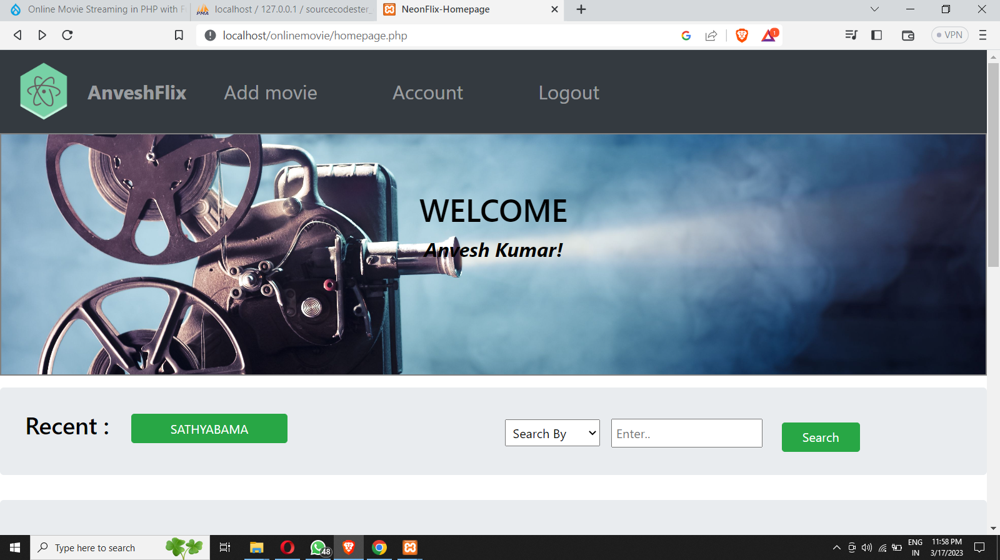 Online Movie Streaming in PHP with F
localhost / 127.0.0.1 / sourcecodester_
NeonFlix-Homepage
localhost/onlinemovie/homepage.php
1
VPN
AnveshFlix
Add movie
Account
Logout
WELCOME
Anvesh Kumar!
Recent :
SATHYABAMA
Search By
Enter..
Search
Type here to search
48
ENG
IN
11:58 PM
3/17/2023